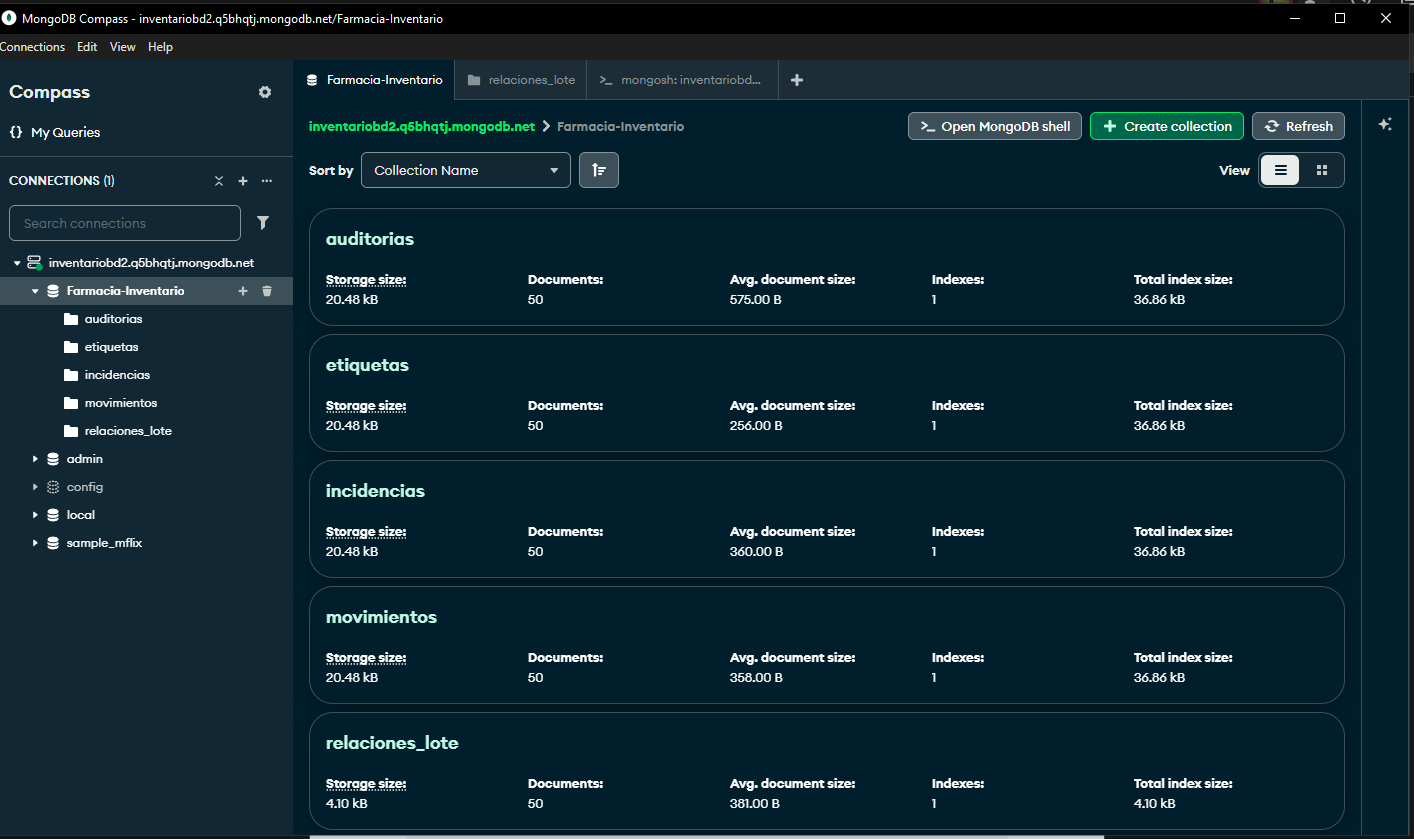 MongoDB Compass - inventariobd2.q5bhqtj.mongodb.net/Farmacia-Inventario
Connections Edit View Help
Compass
{} My Queries
CONNECTIONS (1)
Search connections
inventariobd2.q5bhqtj.mongodb.net
Farmacia-Inventario
auditorias
etiquetas
incidencias
movimientos
relaciones_lote
admin
config
local
sample_mflix
Farmacia-Inventario relaciones_lote >_ mongosh: inventariobd...
inventariobd2.q5bhqtj.mongodb.net > Farmacia-Inventario
>_ Open MongoDB shell + Create collection Refresh
Sort by Collection Name View
auditorias
Storage size: Documents: Avg. document size: Indexes: Total index size:
20.48 kB 50 575.00 B 1 36.86 kB
etiquetas
Storage size: Documents: Avg. document size: Indexes: Total index size:
20.48 kB 50 256.00 B 1 36.86 kB
incidencias
Storage size: Documents: Avg. document size: Indexes: Total index size:
20.48 kB 50 360.00 B 1 36.86 kB
movimientos
Storage size: Documents: Avg. document size: Indexes: Total index size:
20.48 kB 50 358.00 B 1 36.86 kB
relaciones_lote
Storage size: Documents: Avg. document size: Indexes: Total index size:
4.10 kB 50 381.00 B 1 4.10 kB